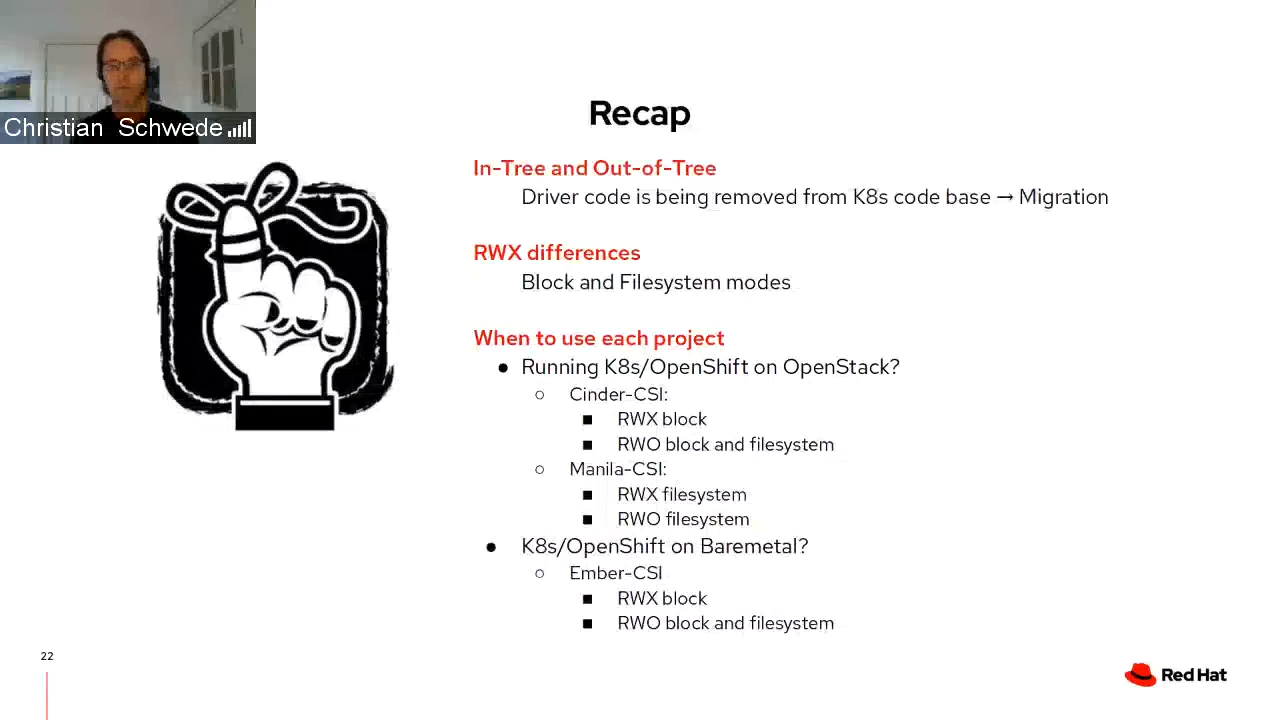 Christian Schwede
Recap
In-Tree and Out-of-Tree
Driver code is being removed from K8s code base → Migration
RWX differences
Block and Filesystem modes
When to use each project
● Running K8s/OpenShift on OpenStack?
○ Cinder-CSI:
■ RWX block
■ RWO block and filesystem
○ Manila-CSI:
■ RWX filesystem
■ RWO filesystem
● K8s/OpenShift on Baremetal?
○ Ember-CSI
■ RWX block
■ RWO block and filesystem
22
Red Hat